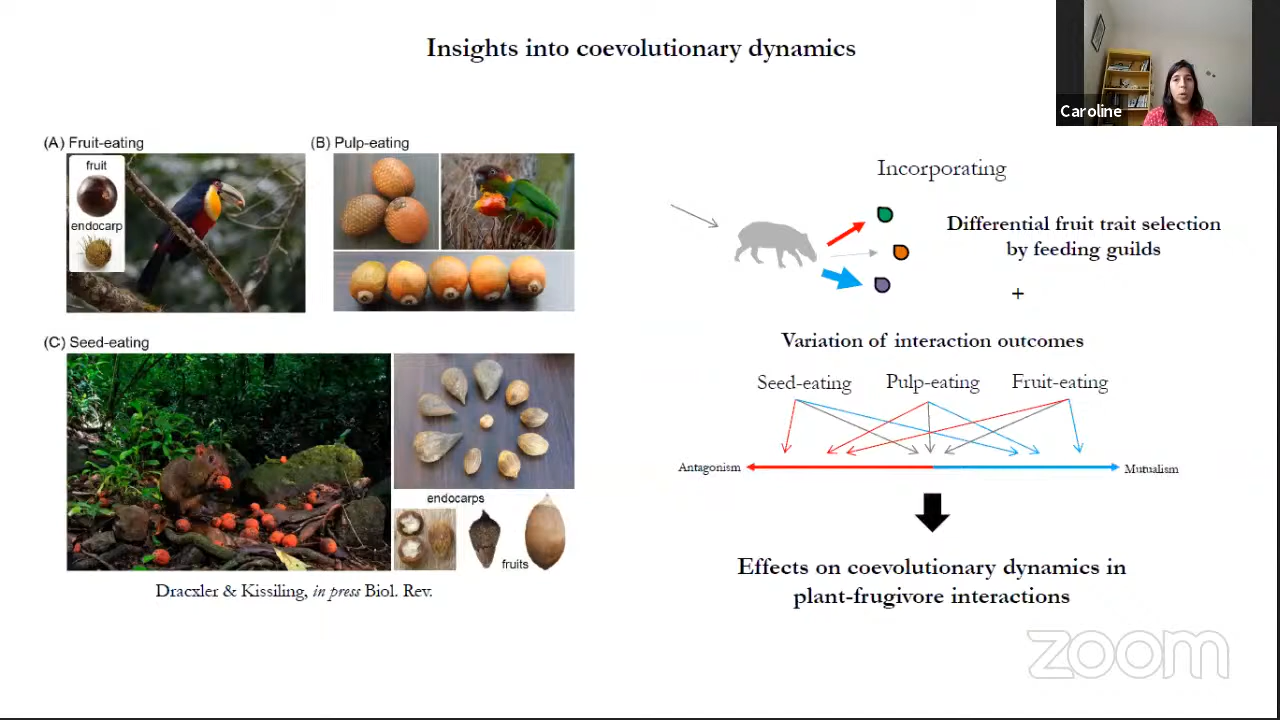 Insights into coevolutionary dynamics
Caroline
(A) Fruit-eating
fruit
endocarp
(B) Pulp-eating
(C) Seed-eating
endocarps
fruits
Dracxler & Kissiling, in press Biol. Rev.
Incorporating
Differential fruit trait selection
by feeding guilds
+
Variation of interaction outcomes
Seed-eating Pulp-eating Fruit-eating
Antagonism Mutualism
Effects on coevolutionary dynamics in
plant-frugivore interactions
zoom